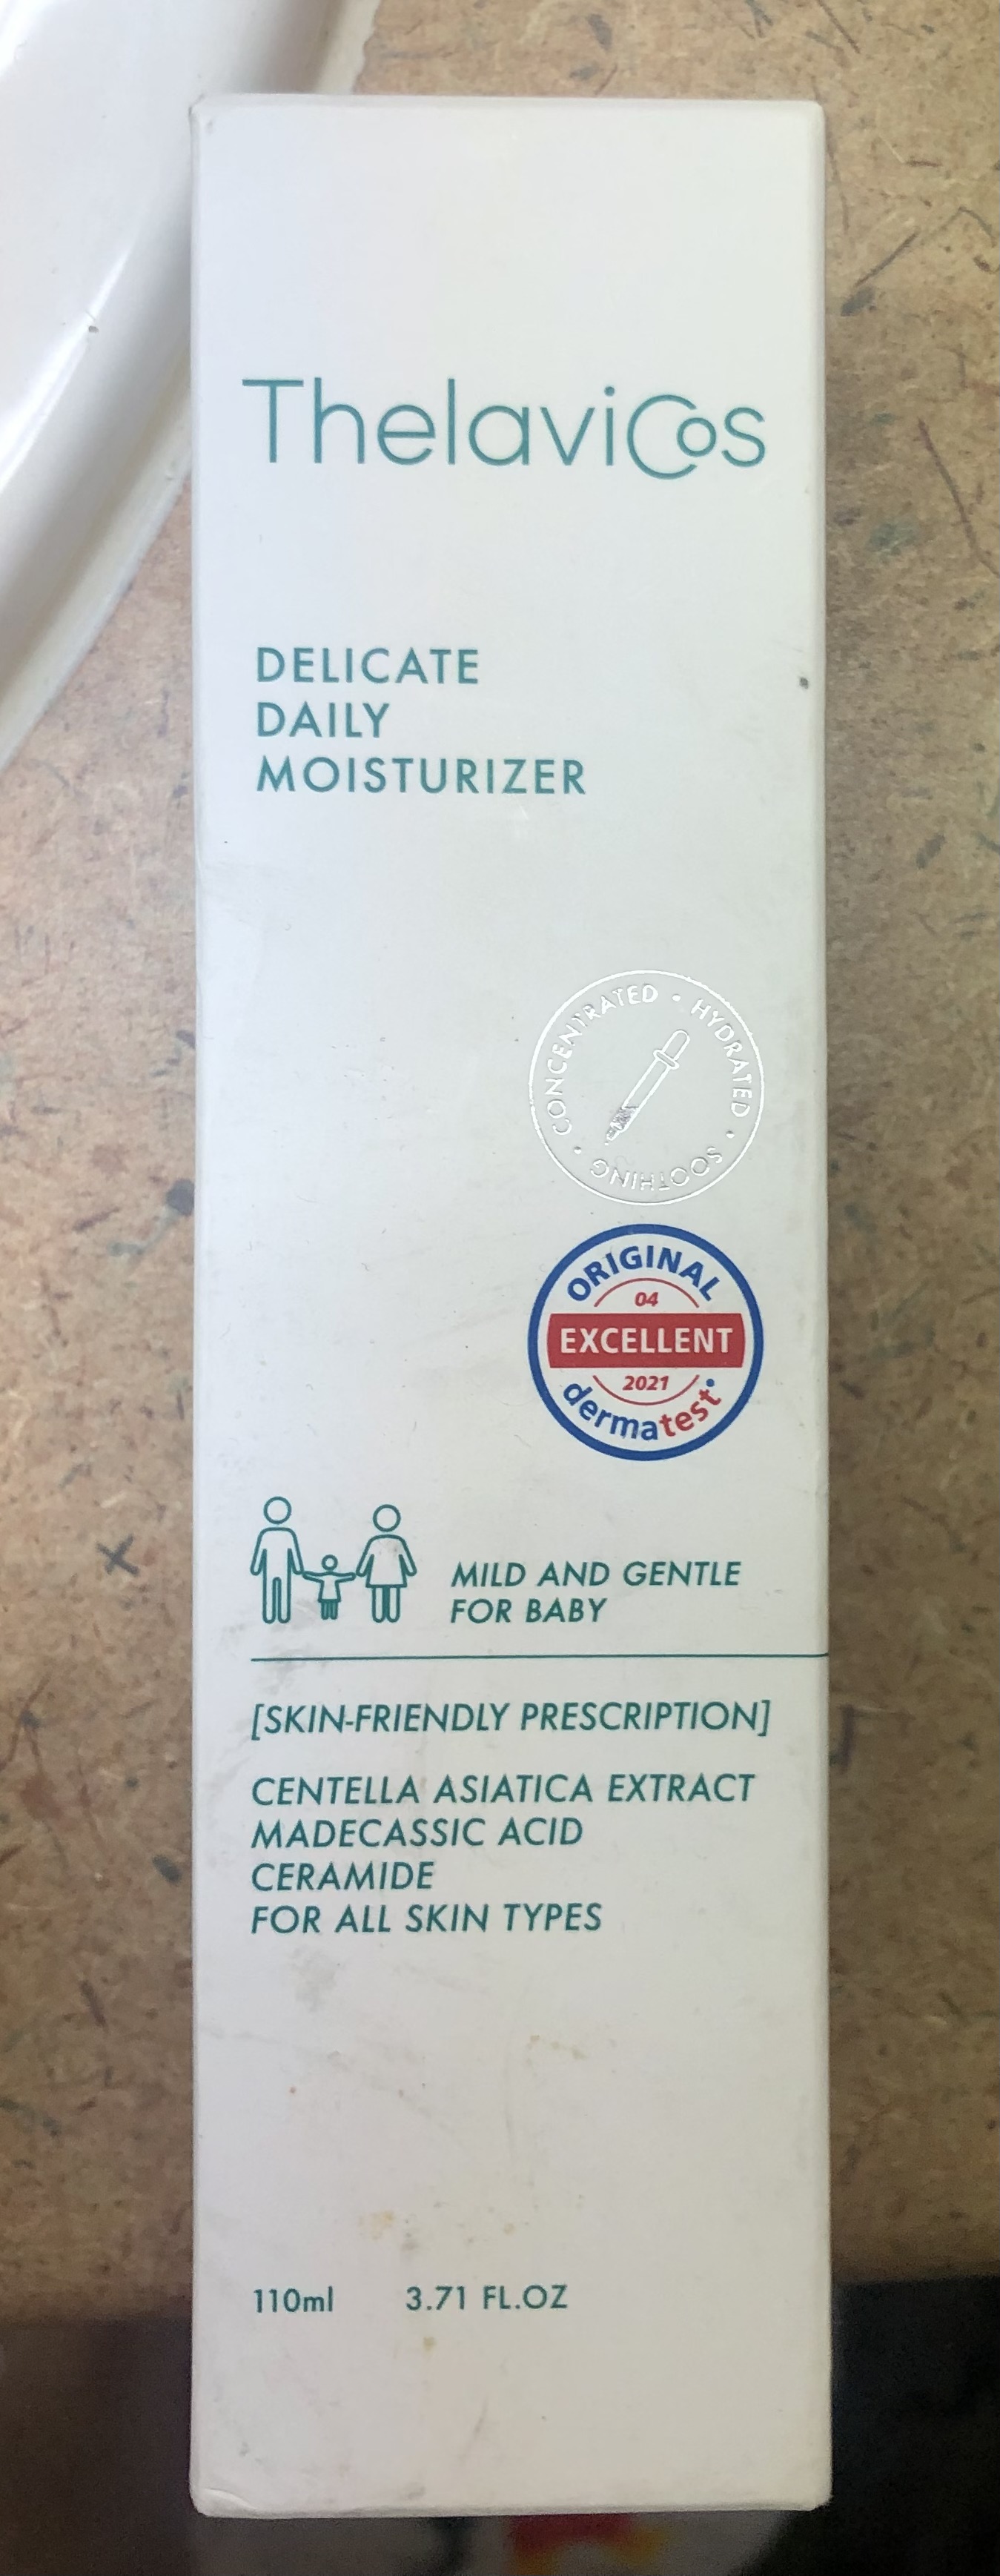 ThelaviCos
DELICATE
DAILY
MOISTURIZER
CONCENTRATED • HYDRATED • SOOTHING •
ORIGINAL
04
EXCELLENT
2021
dermatest
MILD AND GENTLE
FOR BABY
[SKIN-FRIENDLY PRESCRIPTION]
CENTELLA ASIATICA EXTRACT
MADECASSIC ACID
CERAMIDE
FOR ALL SKIN TYPES
110ml 3.71 FL.OZ